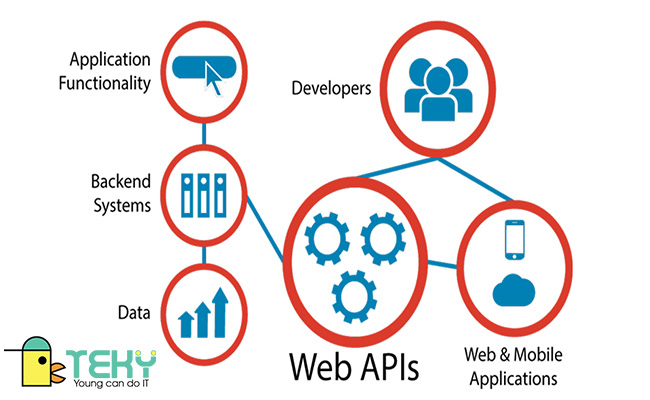 Application
Functionality
Developers
Backend
Systems
Data
Web APIs
Web & Mobile
Applications
TEKY
Young can do IT